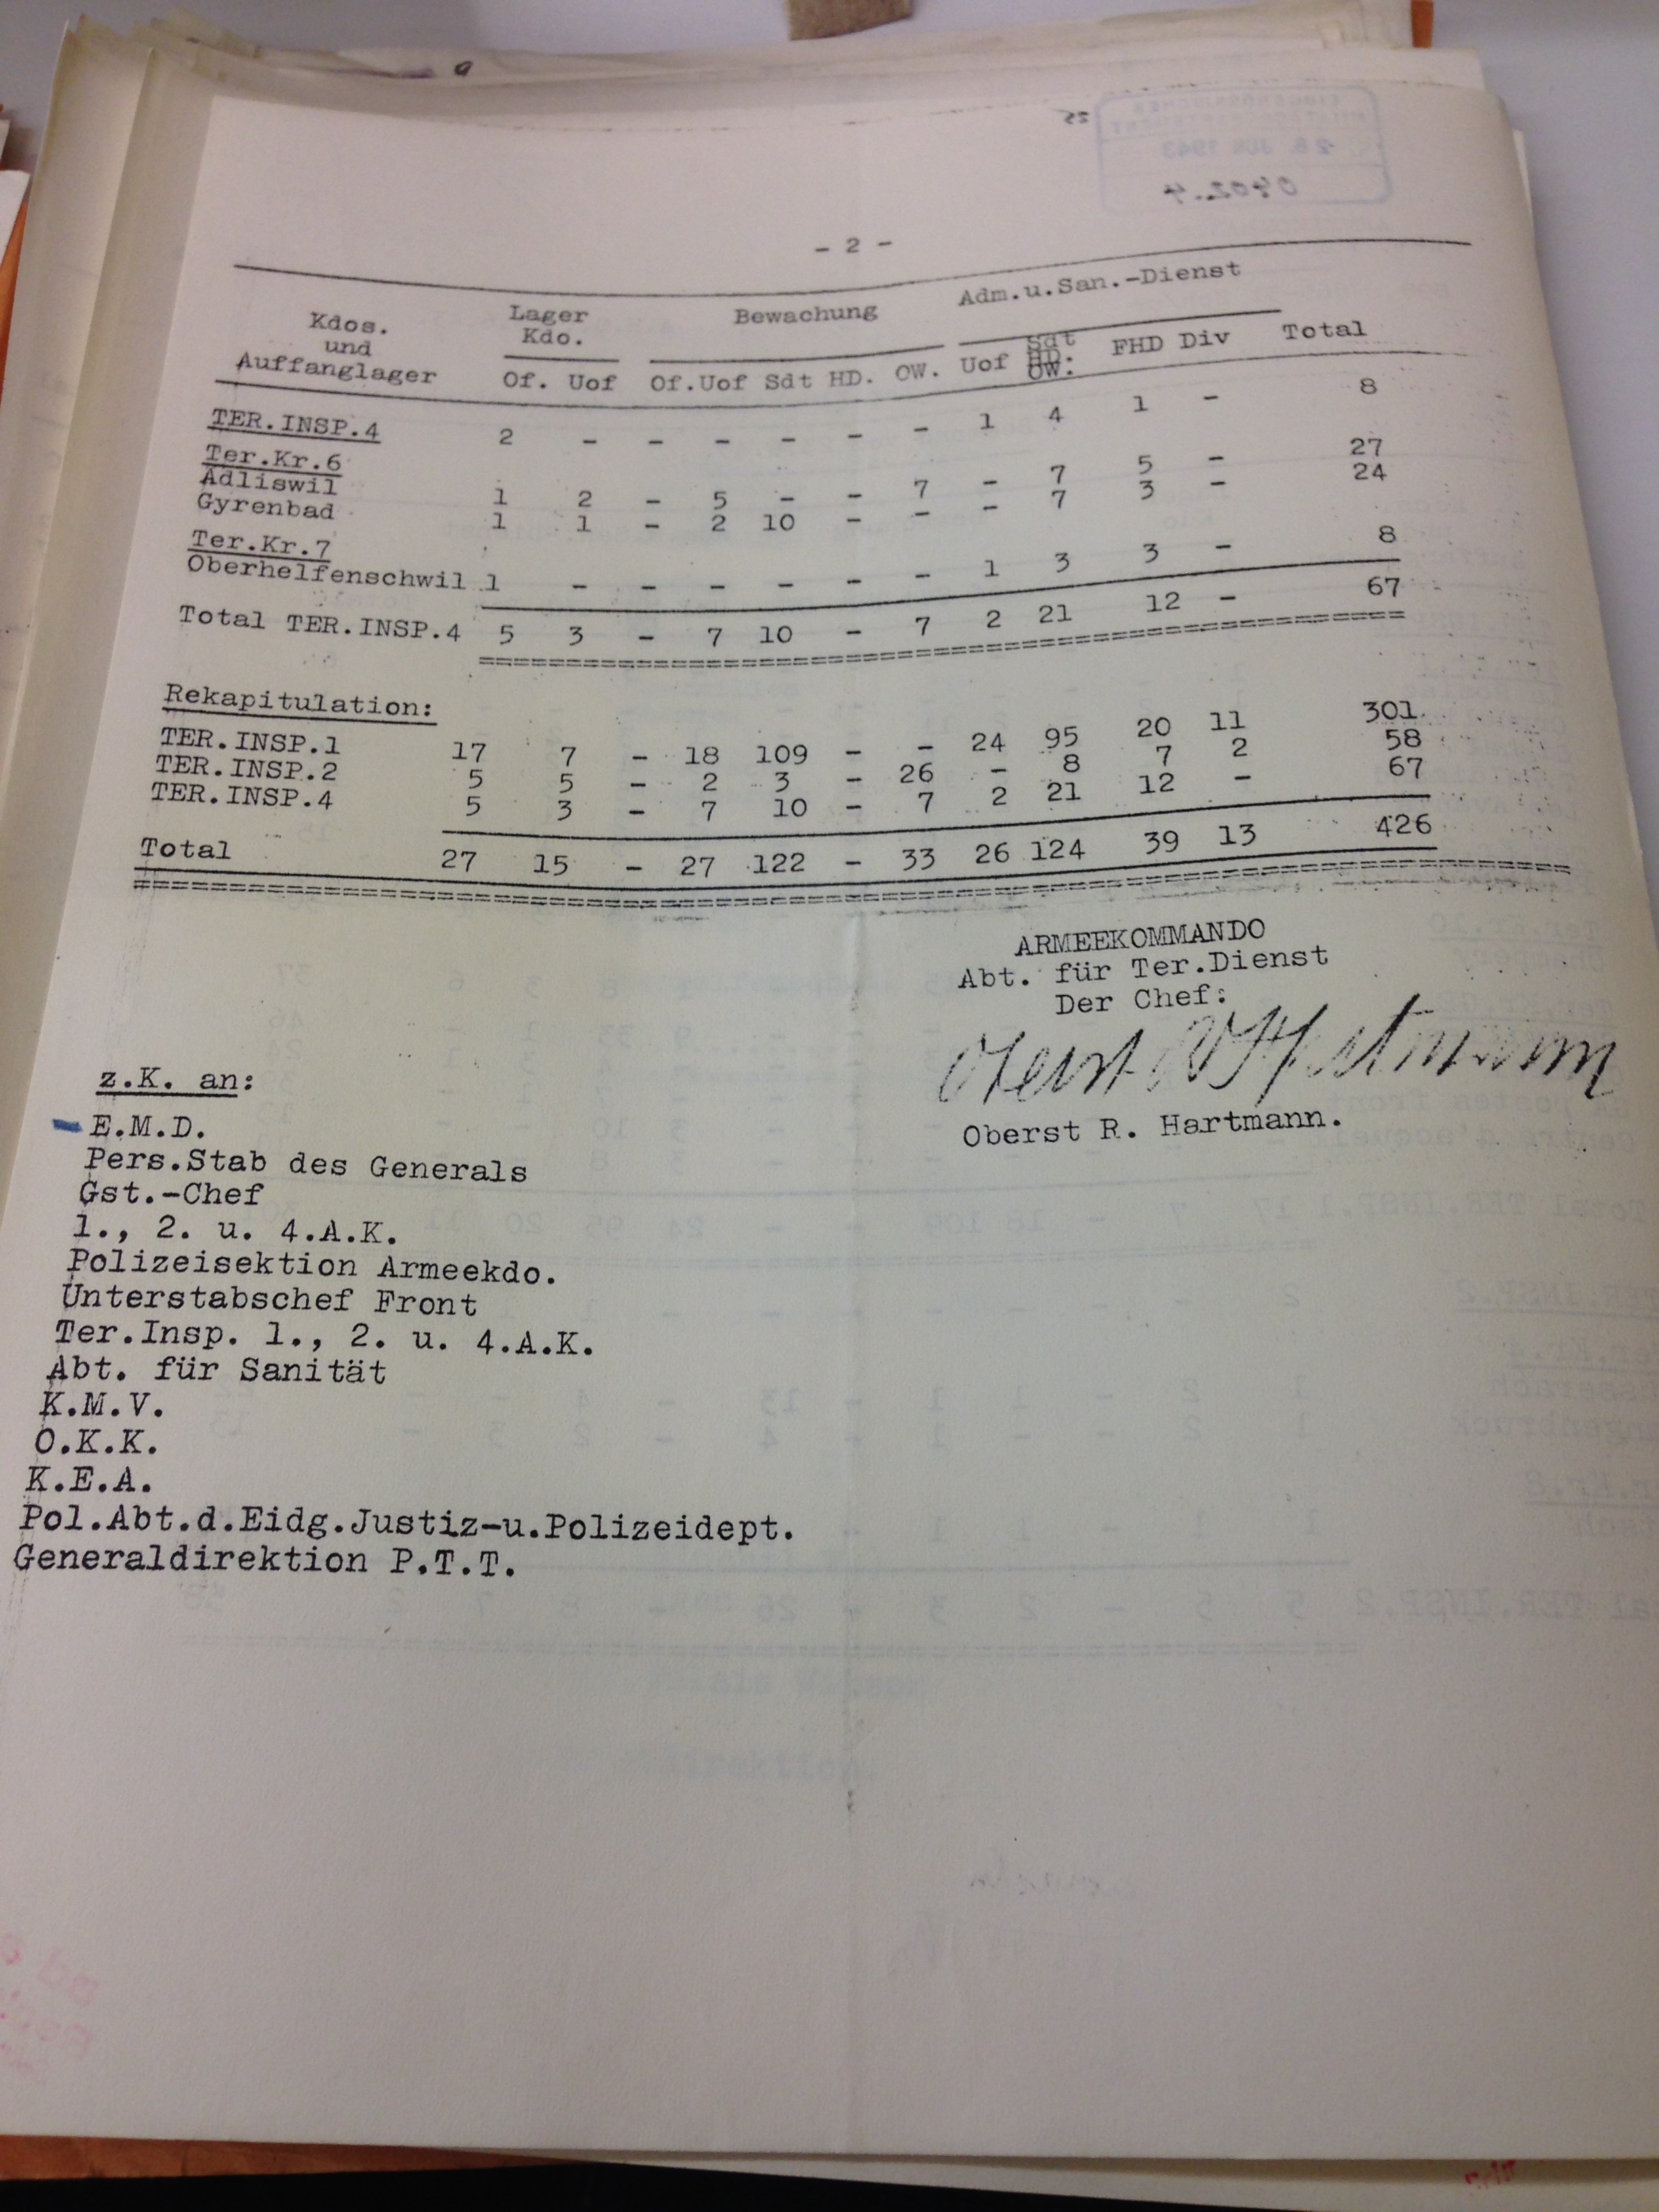 - 2 -
Kdos. und Auffanglager Lager Kdo. Bewachung Adm.u.San.-Dienst Total
Of. Uof Of. Uof Sdt HD. OW. Uof Sdt HD. OW. FHD Div
TER.INSP.4 2 - - - - - - 1 4 1 - 8
Ter.Kr.6
Adliswil 1 2 - 5 - - 7 - 7 5 - 27
Gyrenbad 1 1 - 2 10 - - - 7 3 - 24
Ter.Kr.7
Oberhelfenschwil 1 - - - - - - 1 3 3 - 8
Total TER.INSP.4 5 3 - 7 10 - 7 2 21 12 - 67
Rekapitulation:
TER.INSP.1 17 7 - 18 109 - - 24 95 20 11 301
TER.INSP.2 5 5 - 2 3 - 26 - 8 7 2 58
TER.INSP.4 5 3 - 7 10 - 7 2 21 12 - 67
Total 27 15 - 27 122 - 33 26 124 39 13 426
ARMEEKOMMANDO
Abt. für Ter.Dienst
Der Chef:
Oberst R. Hartmann.
z.K. an:
E.M.D.
Pers.Stab des Generals
Gst.-Chef
1., 2. u. 4.A.K.
Polizeisektion Armeekdo.
Unterstabschef Front
Ter.Insp. 1., 2. u. 4.A.K.
Abt. für Sanität
K.M.V.
O.K.K.
K.E.A.
Pol.Abt.d.Eidg.Justiz-u.Polizeidept.
Generaldirektion P.T.T.